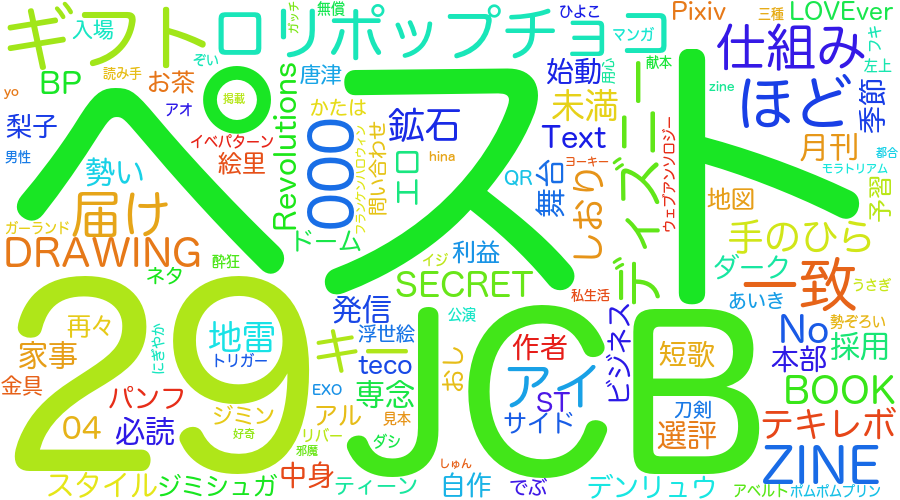 ギフト
入場
ロリポップチョコ
ガッチ
無償
ひよこ
マンガ
Pixiv
三種
LOVEver
フキ
左上
ぞい
BP
読み手
お茶
yo
アオ
掲載
唐津
かたは
始動
用心
献本
仕組み
ほど
季節
zine
梨子
男性
勢い
イベパターン
絵里
Revolutions
000
フランケンハロウィン
問い合わせ
鉱石
エロ
hina
未満
Text
ヨーキー
QR
舞台
しおり
ディズニー
ウェブアンソロジー
月刊
都合
モラトリアム
地図
予習
ペスト
ガーランド
届け
DRAWING
ネタ
酔狂
ドーム
イジ
利益
SECRET
私生活
手のひら
ダーク
一致
うさぎ
あいき
29
JCB
再々
家事
金具
にぎやか
地雷
トリガー
発信
浮世絵
キー
teco
公演
おし
作者
アイ
ST
サイド
ビジネス
短歌
刀剣
選評
No
本部
勢ぞろい
採用
BOOK
テキレボ
ZINE
04
パンフ
必読
ジミン
好奇
EXO
専念
アル
見本
リバー
邪魔
ダシ
スタイル
ジミシュガ
中身
ティーン
しゅん
自作
でぶ
デンリュウ
アベルト
ポムポムプリン